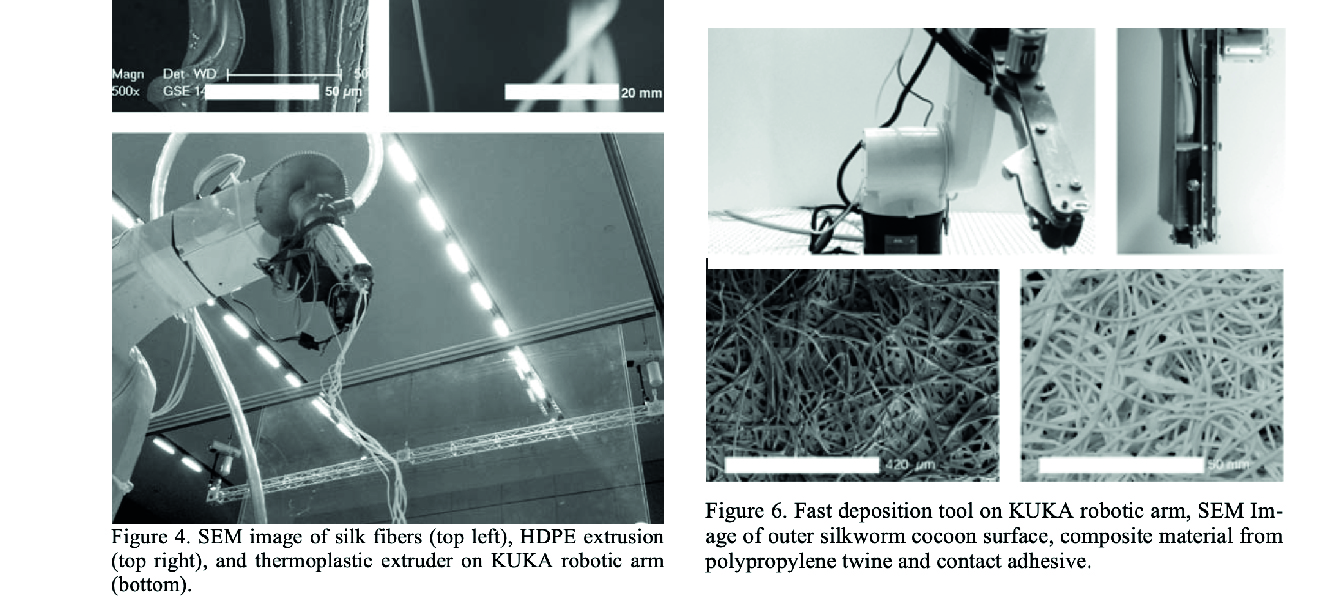 Magn Det WD 50
500x GSE 14 50 µm
20 mm
Figure 4. SEM image of silk fibers (top left), HDPE extrusion
(top right), and thermoplastic extruder on KUKA robotic arm
(bottom).
420 µm
50 mm
Figure 6. Fast deposition tool on KUKA robotic arm, SEM Im-
age of outer silkworm cocoon surface, composite material from
polypropylene twine and contact adhesive.